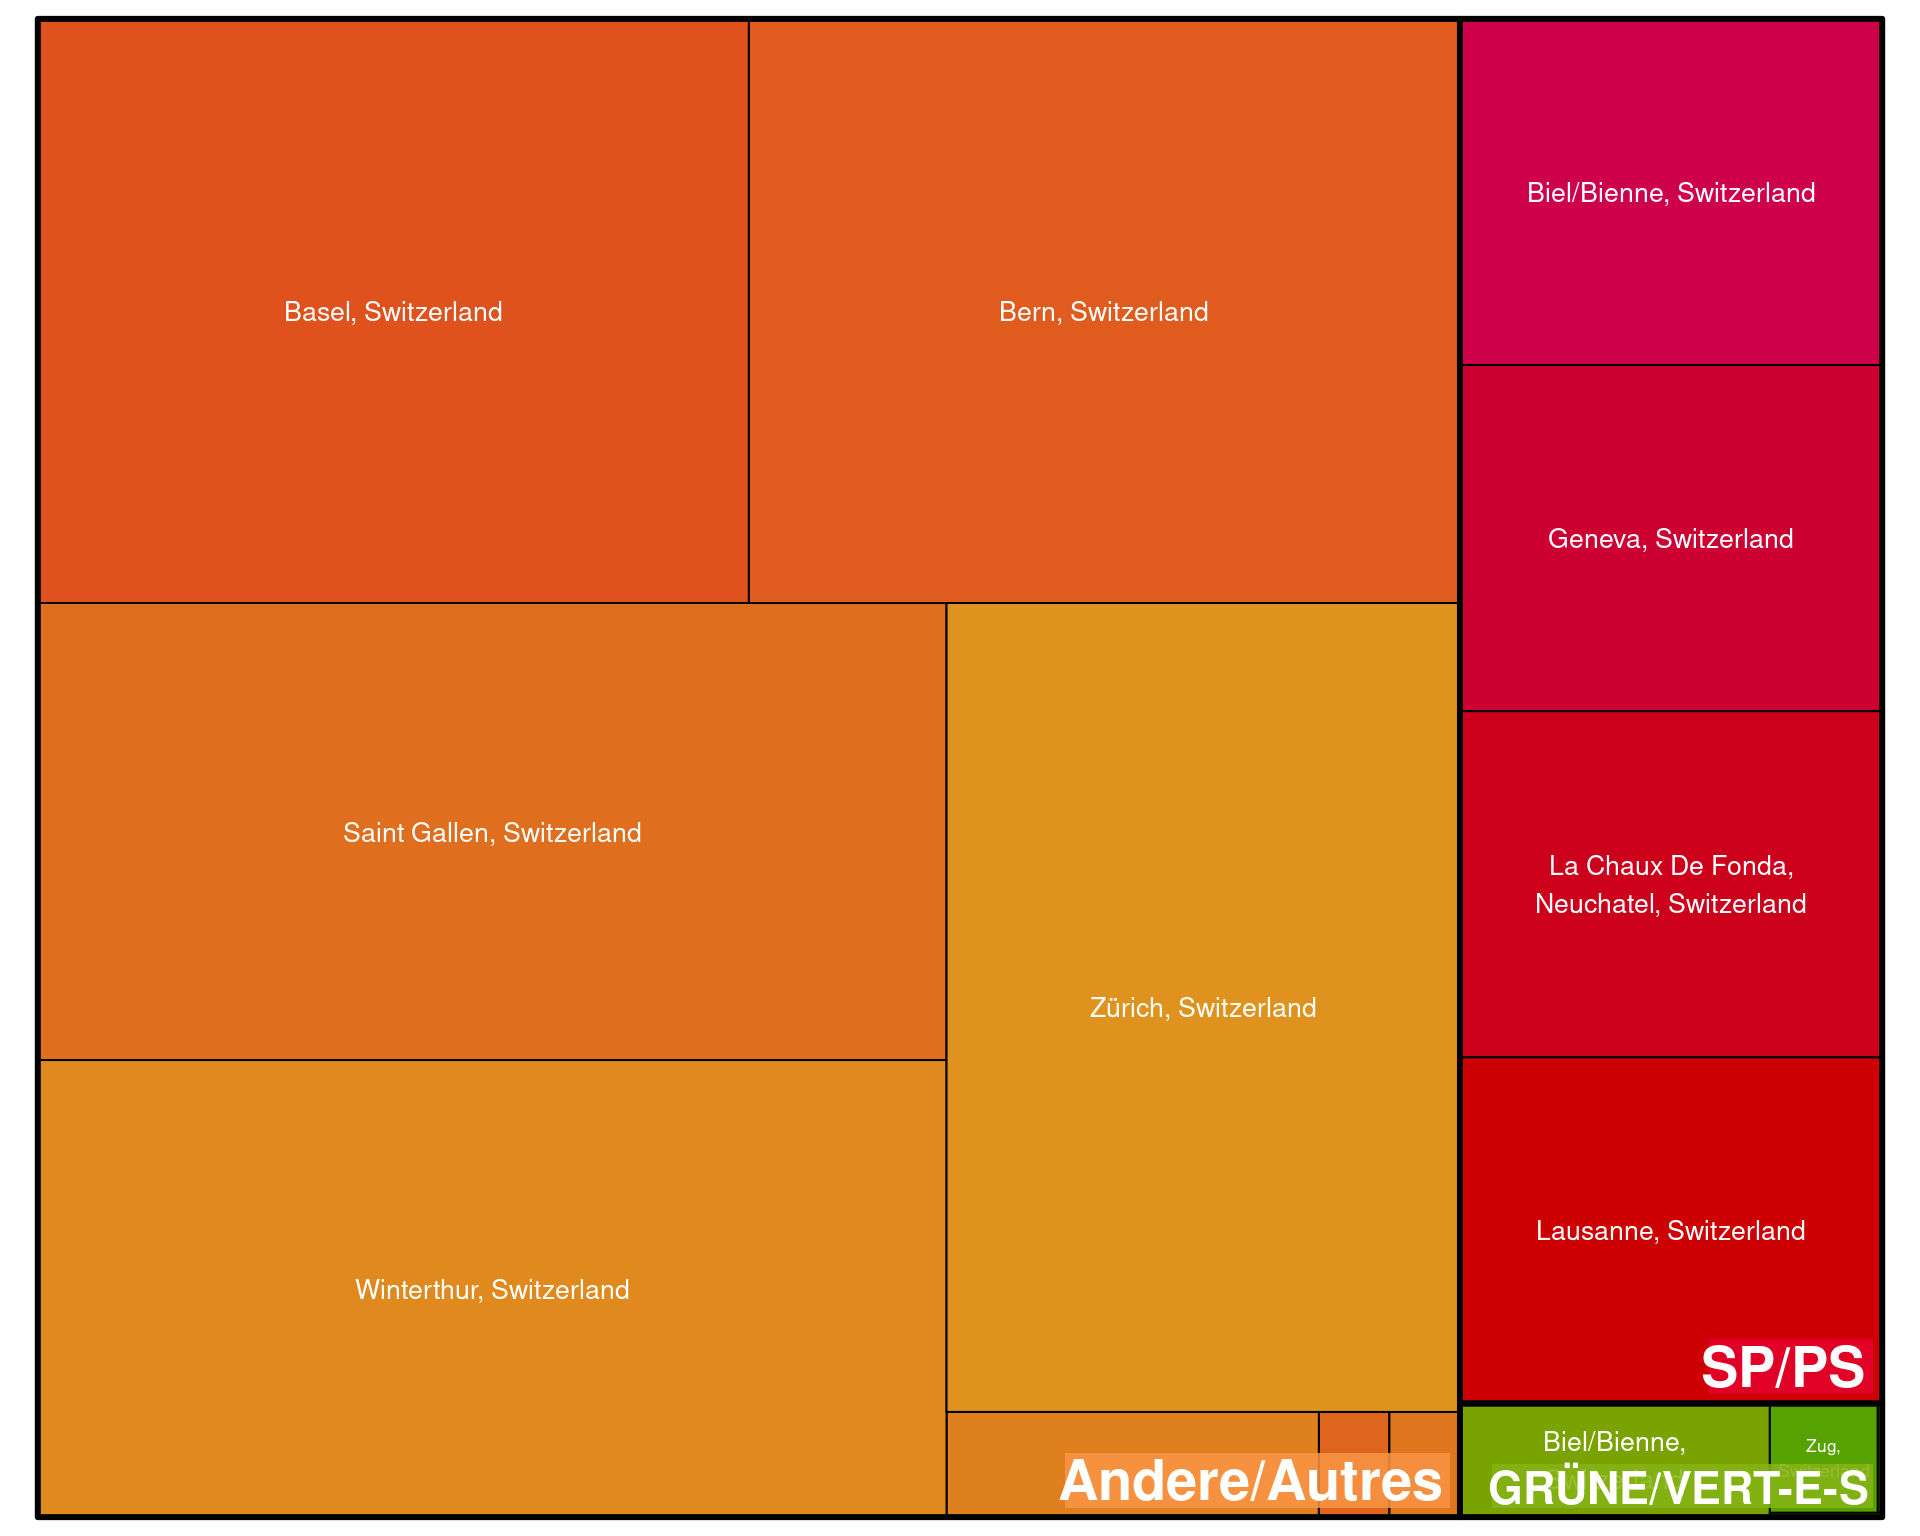 Basel, Switzerland
Bern, Switzerland
Biel/Bienne, Switzerland
Geneva, Switzerland
Saint Gallen, Switzerland
La Chaux De Fonda,
Neuchatel, Switzerland
Zürich, Switzerland
Lausanne, Switzerland
Winterthur, Switzerland
SP/PS
Biel/Bienne,
Zug,
Switzerland
Andere/Autres
GRÜNE/VERT-E-S